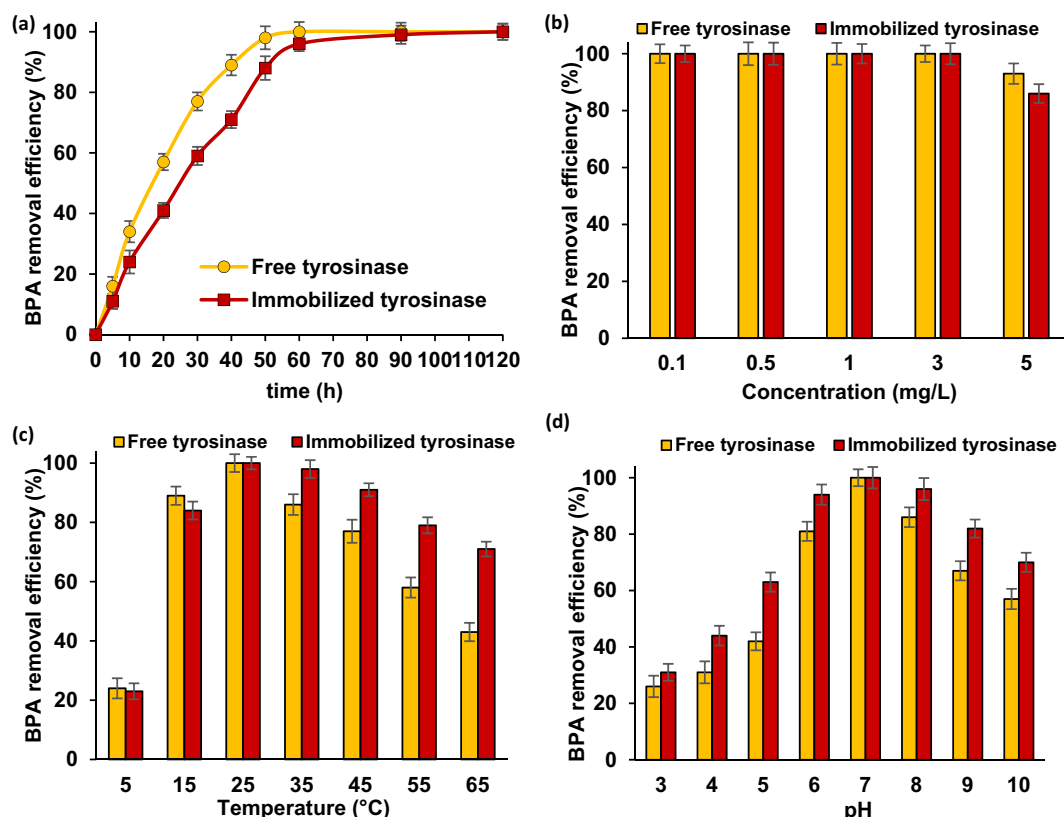 (a)
BPA removal efficiency (%)
100
80
60
40
20
0
Free tyrosinase
Immobilized tyrosinase
0 10 20 30 40 50 60 70 80 90 100 110 120
time (h)
(b)
Free tyrosinase Immobilized tyrosinase
BPA removal efficiency (%)
100
80
60
40
20
0
0.1 0.5 1 3 5
Concentration (mg/L)
(c)
Free tyrosinase Immobilized tyrosinase
BPA removal efficiency (%)
100
80
60
40
20
0
5 15 25 35 45 55 65
Temperature (°C)
(d)
Free tyrosinase Immobilized tyrosinase
BPA removal efficiency (%)
100
80
60
40
20
0
3 4 5 6 7 8 9 10
pH